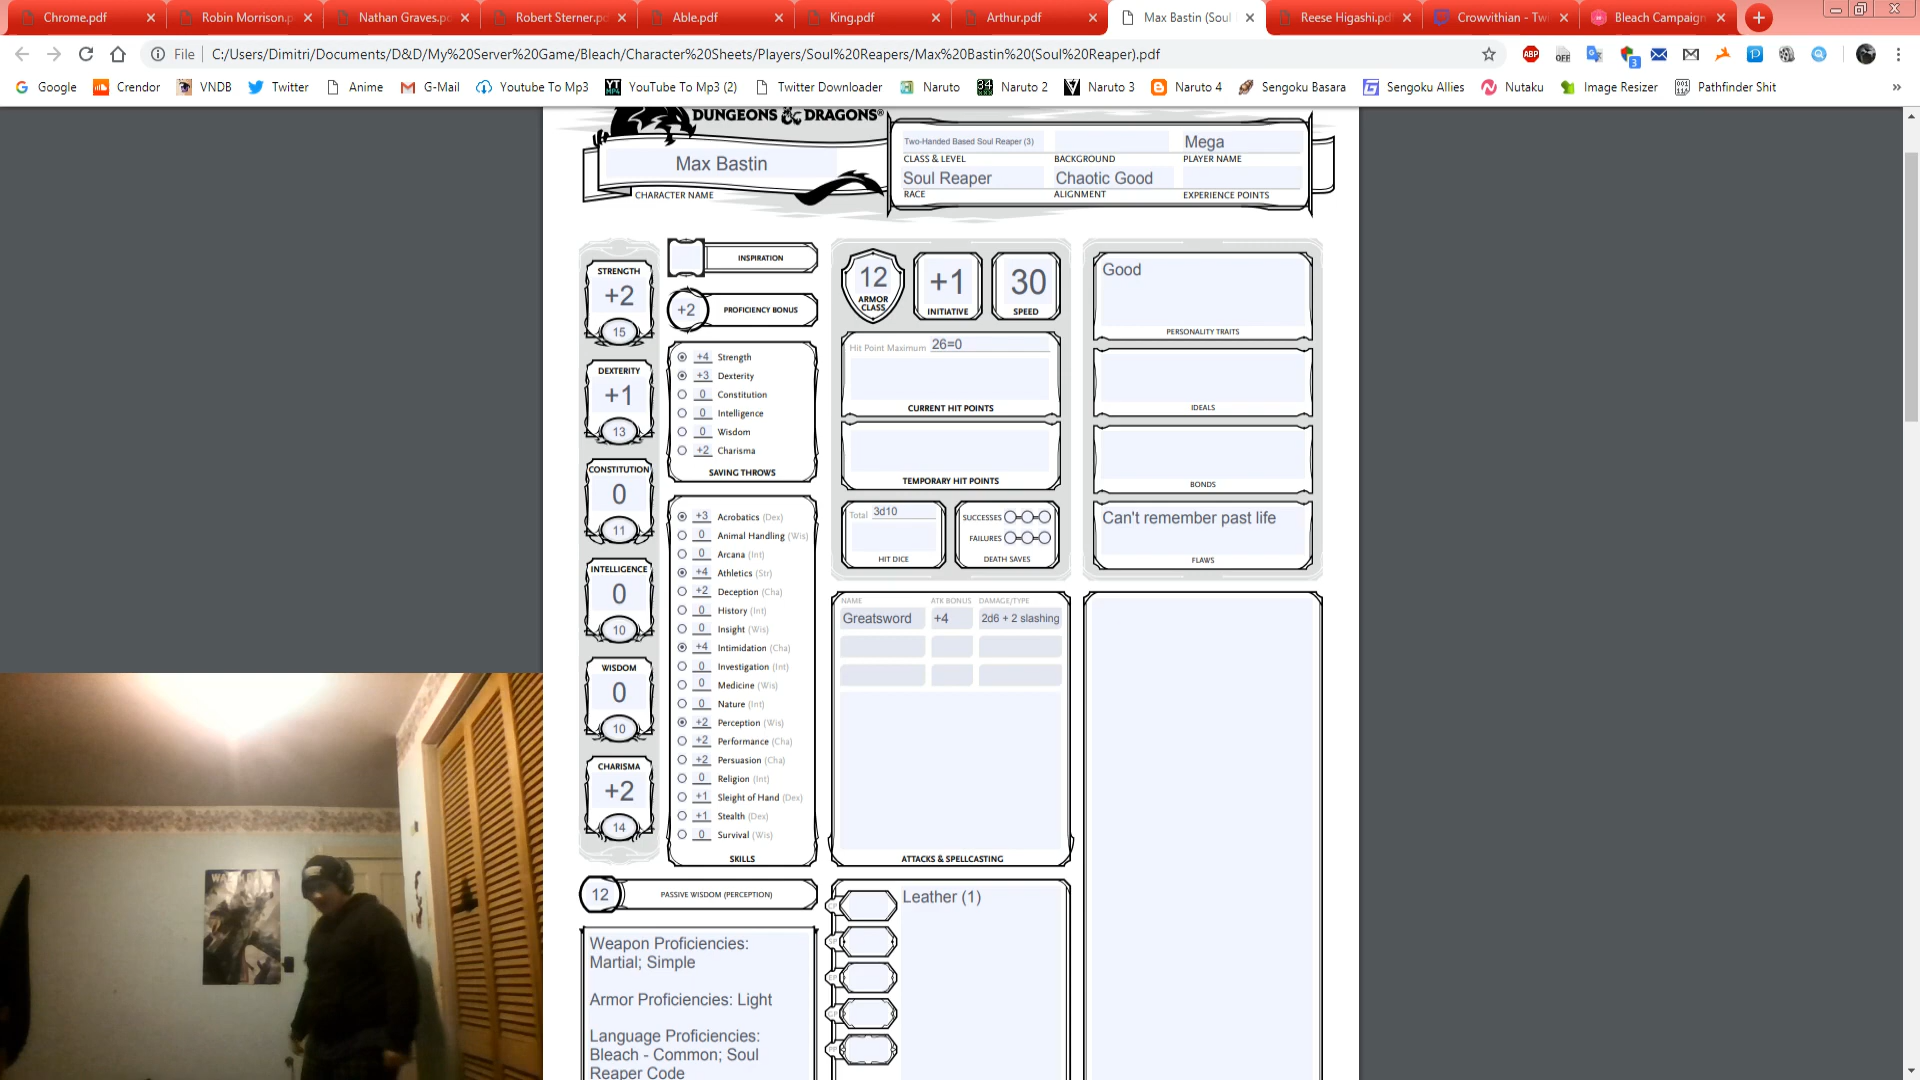 Chrome.pdf
Robin Morrison.p
Nathan Graves.pd
Robert Sterner.pd
Able.pdf
King.pdf
Arthur.pdf
Max Bastin (Soul
Reese Higashi.pdf
Crowvithian - Tw
Bleach Campaign
File
C:/Users/Dimitri/Documents/D&D/My%20Server%20Game/Bleach/Character%20Sheets/Players/Soul%20Reapers/Max%20Bastin%20(Soul%20Reaper).pdf
Google
Crendor
VNDB
Twitter
Anime
G-Mail
Youtube To Mp3
YouTube To Mp3 (2)
Twitter Downloader
Naruto
Naruto 2
Naruto 3
Naruto 4
Sengoku Basara
Sengoku Allies
Nutaku
Image Resizer
Pathfinder Shit
DUNGEONS & DRAGONS®
Max Bastin
CHARACTER NAME
Two-Handed Based Soul Reaper (3)
Mega
CLASS & LEVEL
BACKGROUND
PLAYER NAME
Soul Reaper
Chaotic Good
RACE
ALIGNMENT
EXPERIENCE POINTS
STRENGTH
+2
15
DEXTERITY
+1
13
CONSTITUTION
0
11
INTELLIGENCE
0
10
WISDOM
0
10
CHARISMA
+2
14
INSPIRATION
+2 PROFICIENCY BONUS
+4 Strength
+3 Dexterity
0 Constitution
0 Intelligence
0 Wisdom
+2 Charisma
SAVING THROWS
+3 Acrobatics (Dex)
0 Animal Handling (Wis)
0 Arcana (Int)
+4 Athletics (Str)
+2 Deception (Cha)
0 History (Int)
0 Insight (Wis)
+4 Intimidation (Cha)
0 Investigation (Int)
0 Medicine (Wis)
0 Nature (Int)
+2 Perception (Wis)
+2 Performance (Cha)
+2 Persuasion (Cha)
0 Religion (Int)
+1 Sleight of Hand (Dex)
+1 Stealth (Dex)
0 Survival (Wis)
SKILLS
12 PASSIVE WISDOM (PERCEPTION)
Weapon Proficiencies:
Martial; Simple
Armor Proficiencies: Light
Language Proficiencies:
Bleach - Common; Soul
Reaper Code
12
ARMOR
CLASS
+1
INITIATIVE
30
SPEED
Hit Point Maximum 26=0
CURRENT HIT POINTS
TEMPORARY HIT POINTS
Total 3d10
HIT DICE
SUCCESSES
FAILURES
DEATH SAVES
NAME
ATK BONUS
DAMAGE/TYPE
Greatsword
+4
2d6 + 2 slashing
ATTACKS & SPELLCASTING
Leather (1)
Good
PERSONALITY TRAITS
IDEALS
BONDS
Can't remember past life
FLAWS